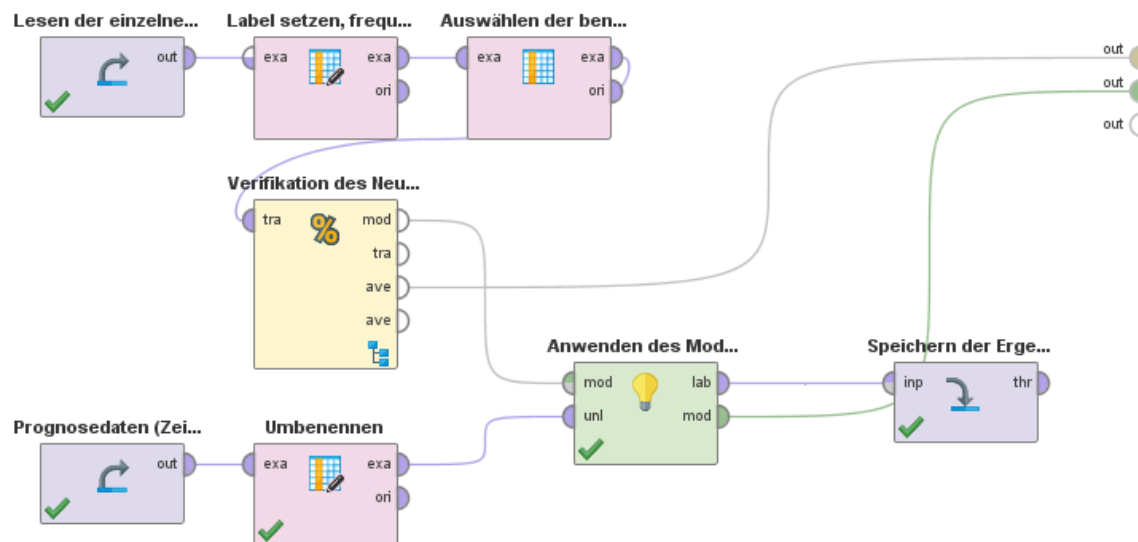 Lesen der einzelne... Label setzen, frequ... Auswählen der ben...
out exa exa exa exa out
ori ori out
out
Verifikation des Neu...
tra mod
tra
ave
ave
Anwenden des Mod... Speichern der Erge...
mod lab inp thr
unl mod
Prognosedaten (Zei... Umbenennen
out exa exa
ori
%